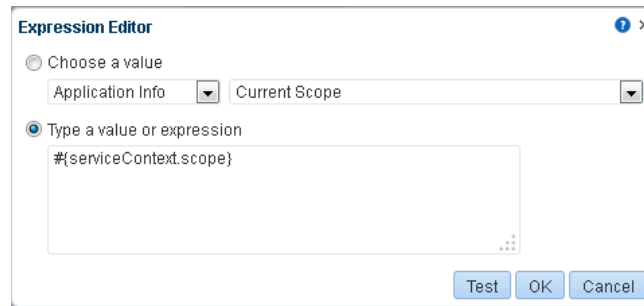 Expression Editor
Choose a value
Application Info Current Scope
Type a value or expression
#{serviceContext.scope}
Test OK Cancel